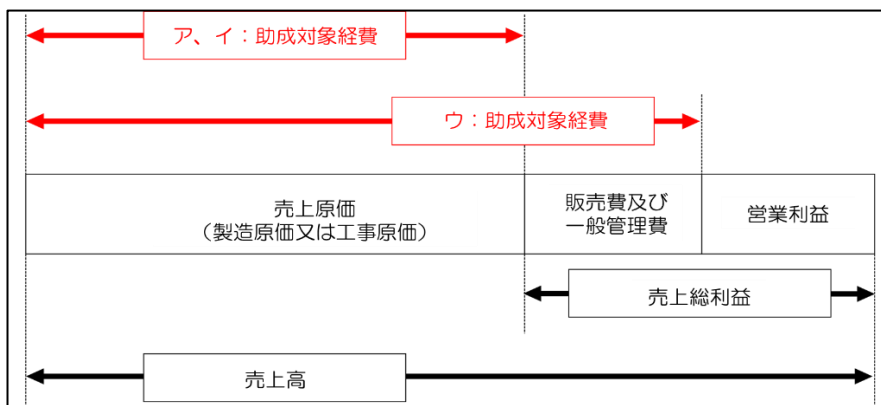 ア、イ：助成対象経費
ウ：助成対象経費
売上原価
（製造原価又は工事原価）
販売費及び
一般管理費
営業利益
売上総利益
売上高